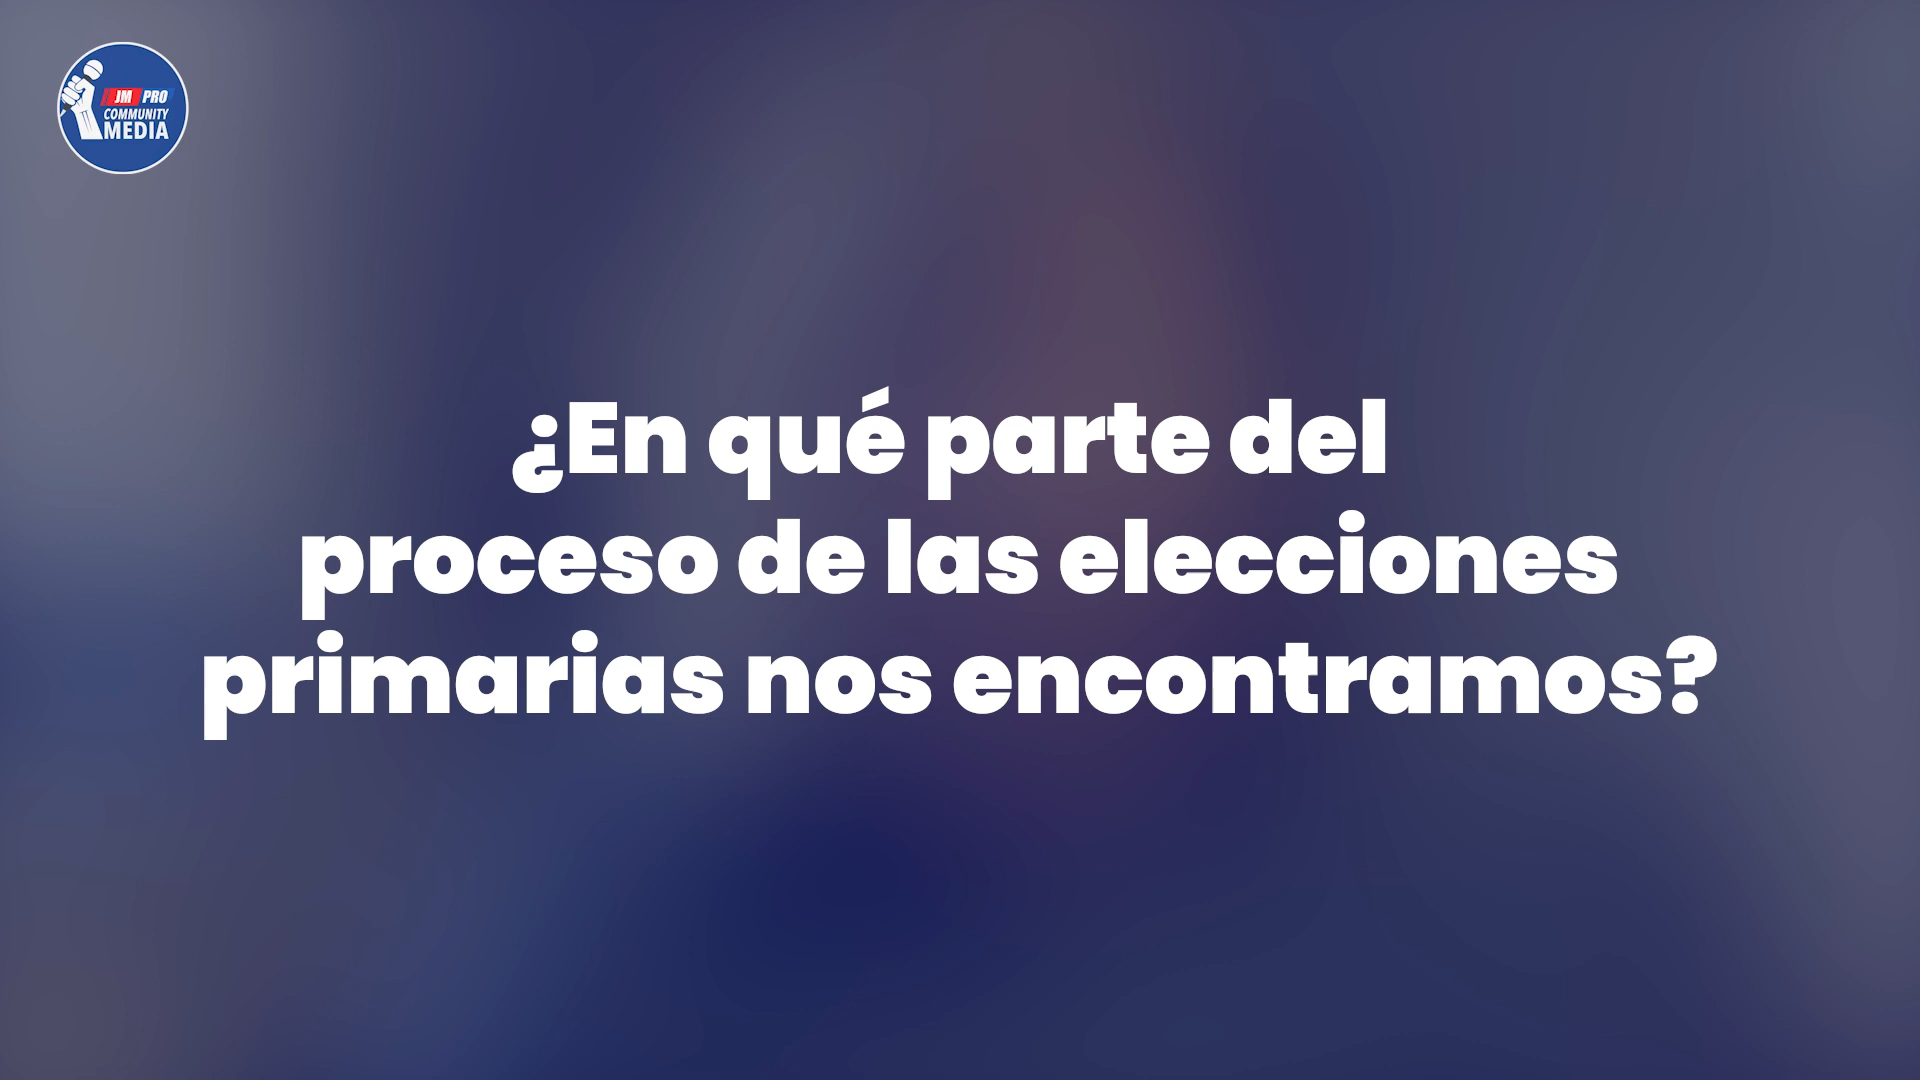 JM PRO
COMMUNITY
MEDIA
¿En qué parte del
proceso de las elecciones
primarias nos encontramos?